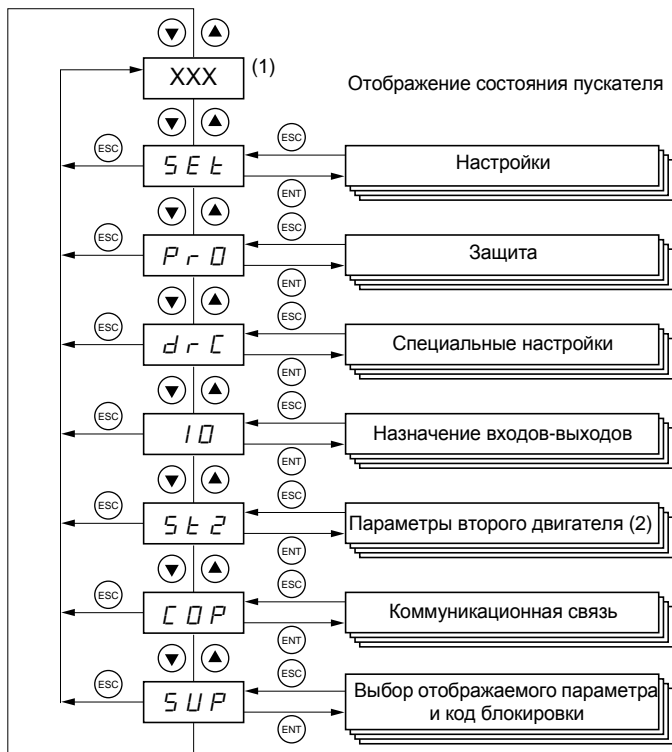 XXX
(1)
Отображение состояния пускателя
ESC
ESC
SEt
Настройки
ENT
ESC
ESC
PrO
Защита
ENT
ESC
ESC
drC
Специальные настройки
ENT
ESC
ESC
IO
Назначение входов-выходов
ENT
ESC
ESC
St2
Параметры второго двигателя (2)
ENT
ESC
ESC
COP
Коммуникационная связь
ENT
ESC
ESC
SUP
Выбор отображаемого параметра
и код блокировки
ENT